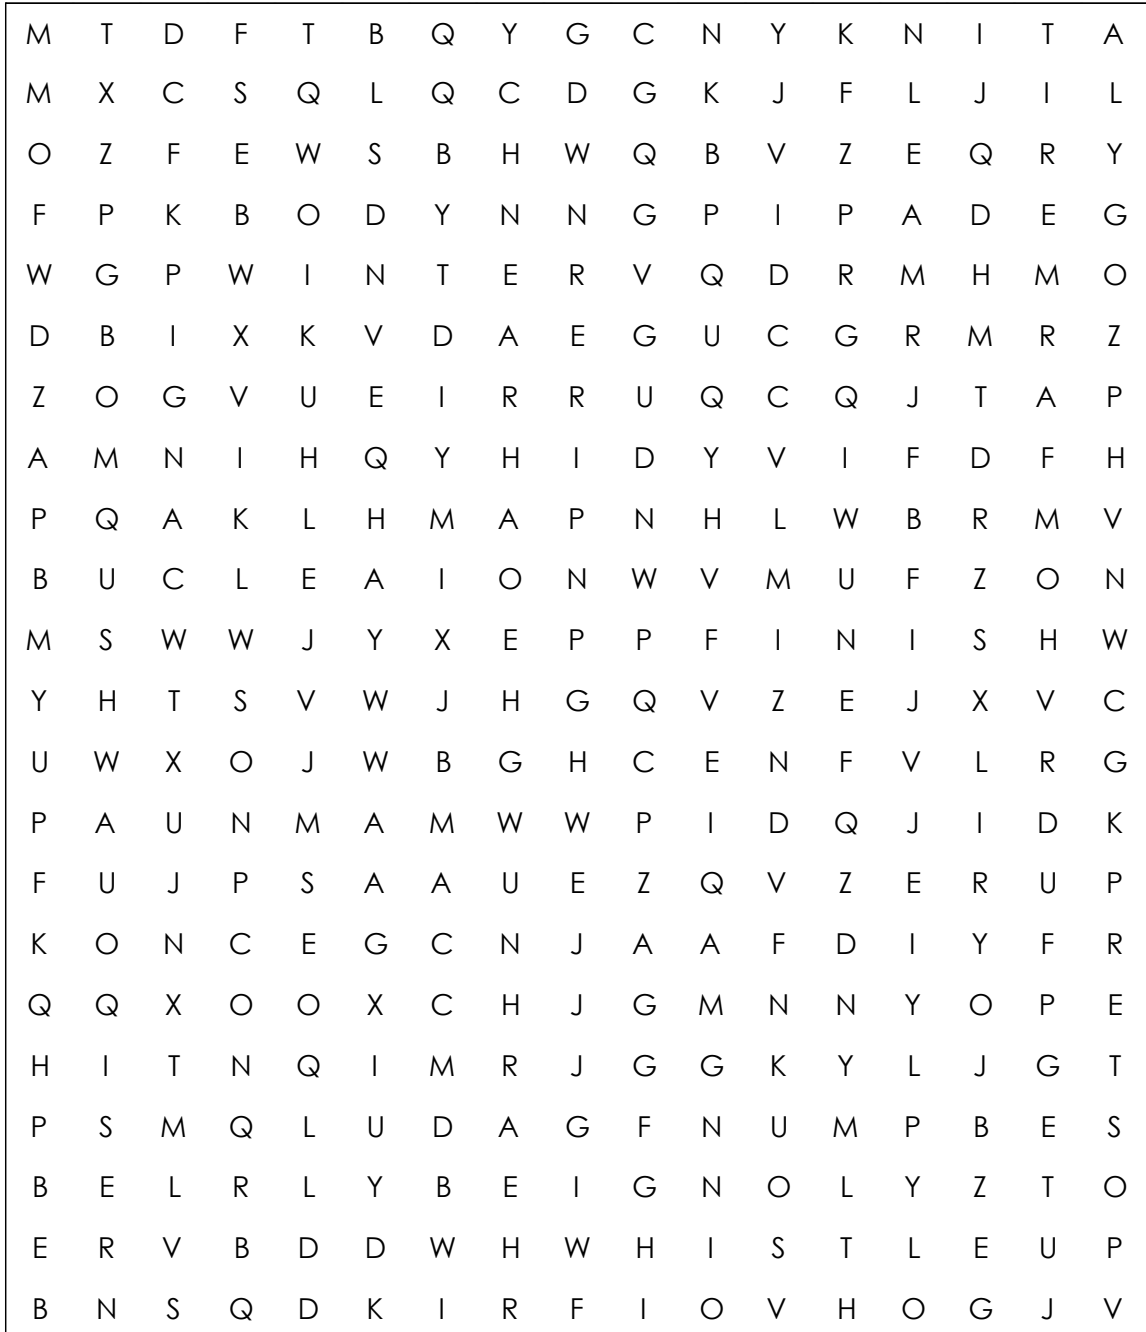 M T D F T B Q Y G C N Y K N I T A
M X C S Q L Q C D G K J F L J I L
O Z F E W S B H W Q B V Z E Q R Y
F P K B O D Y N N G P I P A D E G
W G P W I N T E R V Q D R M H M O
D B I X K V D A E G U C G R M R Z
Z O G V U E I R R U Q C Q J T A P
A M N I H Q Y H I D Y V I F D F H
P Q A K L H M A P N H L W B R M V
B U C L E A I O N W V M U F Z O N
M S W W J Y X E P P F I N I S H W
Y H T S V W J H G Q V Z E J X V C
U W X O J W B G H C E N F V L R G
P A U N M A M W W P I D Q J I D K
F U J P S A A U E Z Q V Z E R U P
K O N C E G C N J A A F D I Y F R
Q Q X O O X C H J G M N N Y O P E
H I T N Q I M R J G G K Y L J G T
P S M Q L U D A G F N U M P B E S
B E L R L Y B E I G N O L Y Z T O
E R V B D D W H W H I S T L E U P
B N S Q D K I R F I O V H O G J V